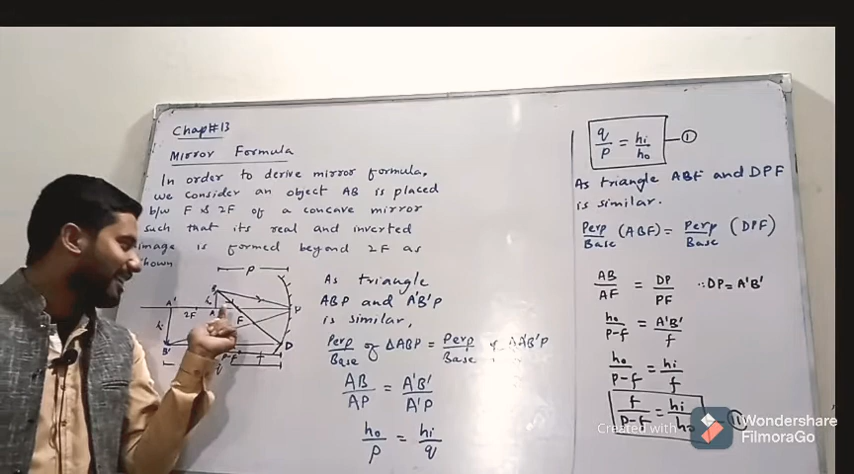 Chap#13
Mirror Formula
In order to derive mirror formula,
we consider an object AB is placed
b/w F & 2F of a concave mirror
such that its real and inverted
image is formed beyond 2F as
shown
p
A'
2F
F
P
B'
D
f
q
As triangle
ABP and A'B'P
is similar,
Perp/Base of ΔABP = Perp/Base of ΔA'B'P
AB/AP = A'B'/A'P
ho/p = hi/q
q/p = hi/ho - ①
As triangle ABF and DPF
is similar.
Perp/Base (ABF) = Perp/Base (DPF)
AB/AF = DP/PF ∴DP=A'B'
ho/p-f = A'B'/f
ho/p-f = hi/f
f/p-f = hi/ho
Created with Wondershare FilmoraGo